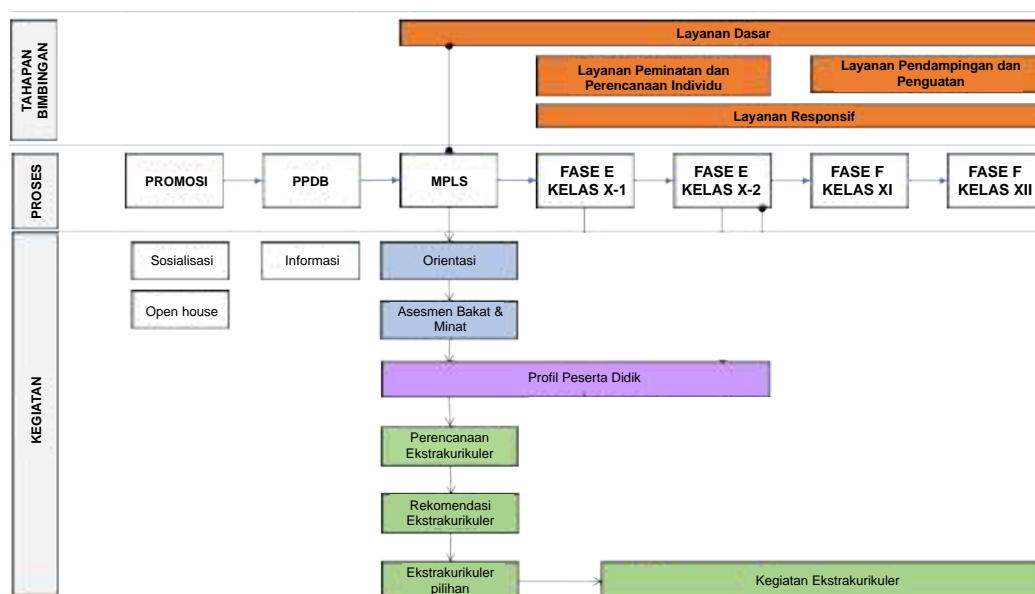 TAHAPAN
BIMBINGAN
Layanan Dasar
Layanan Peminatan dan
Perencanaan Individu
Layanan Pendampingan dan
Penguatan
Layanan Responsif
PROSES
PROMOSI
PPDB
MPLS
FASE E
KELAS X-1
FASE E
KELAS X-2
FASE F
KELAS XI
FASE F
KELAS XII
KEGIATAN
Sosialisasi
Informasi
Orientasi
Open house
Asesmen Bakat &
Minat
Profil Peserta Didik
Perencanaan
Ekstrakurikuler
Rekomendasi
Ekstrakurikuler
Ekstrakurikuler
pilihan
Kegiatan Ekstrakurikuler